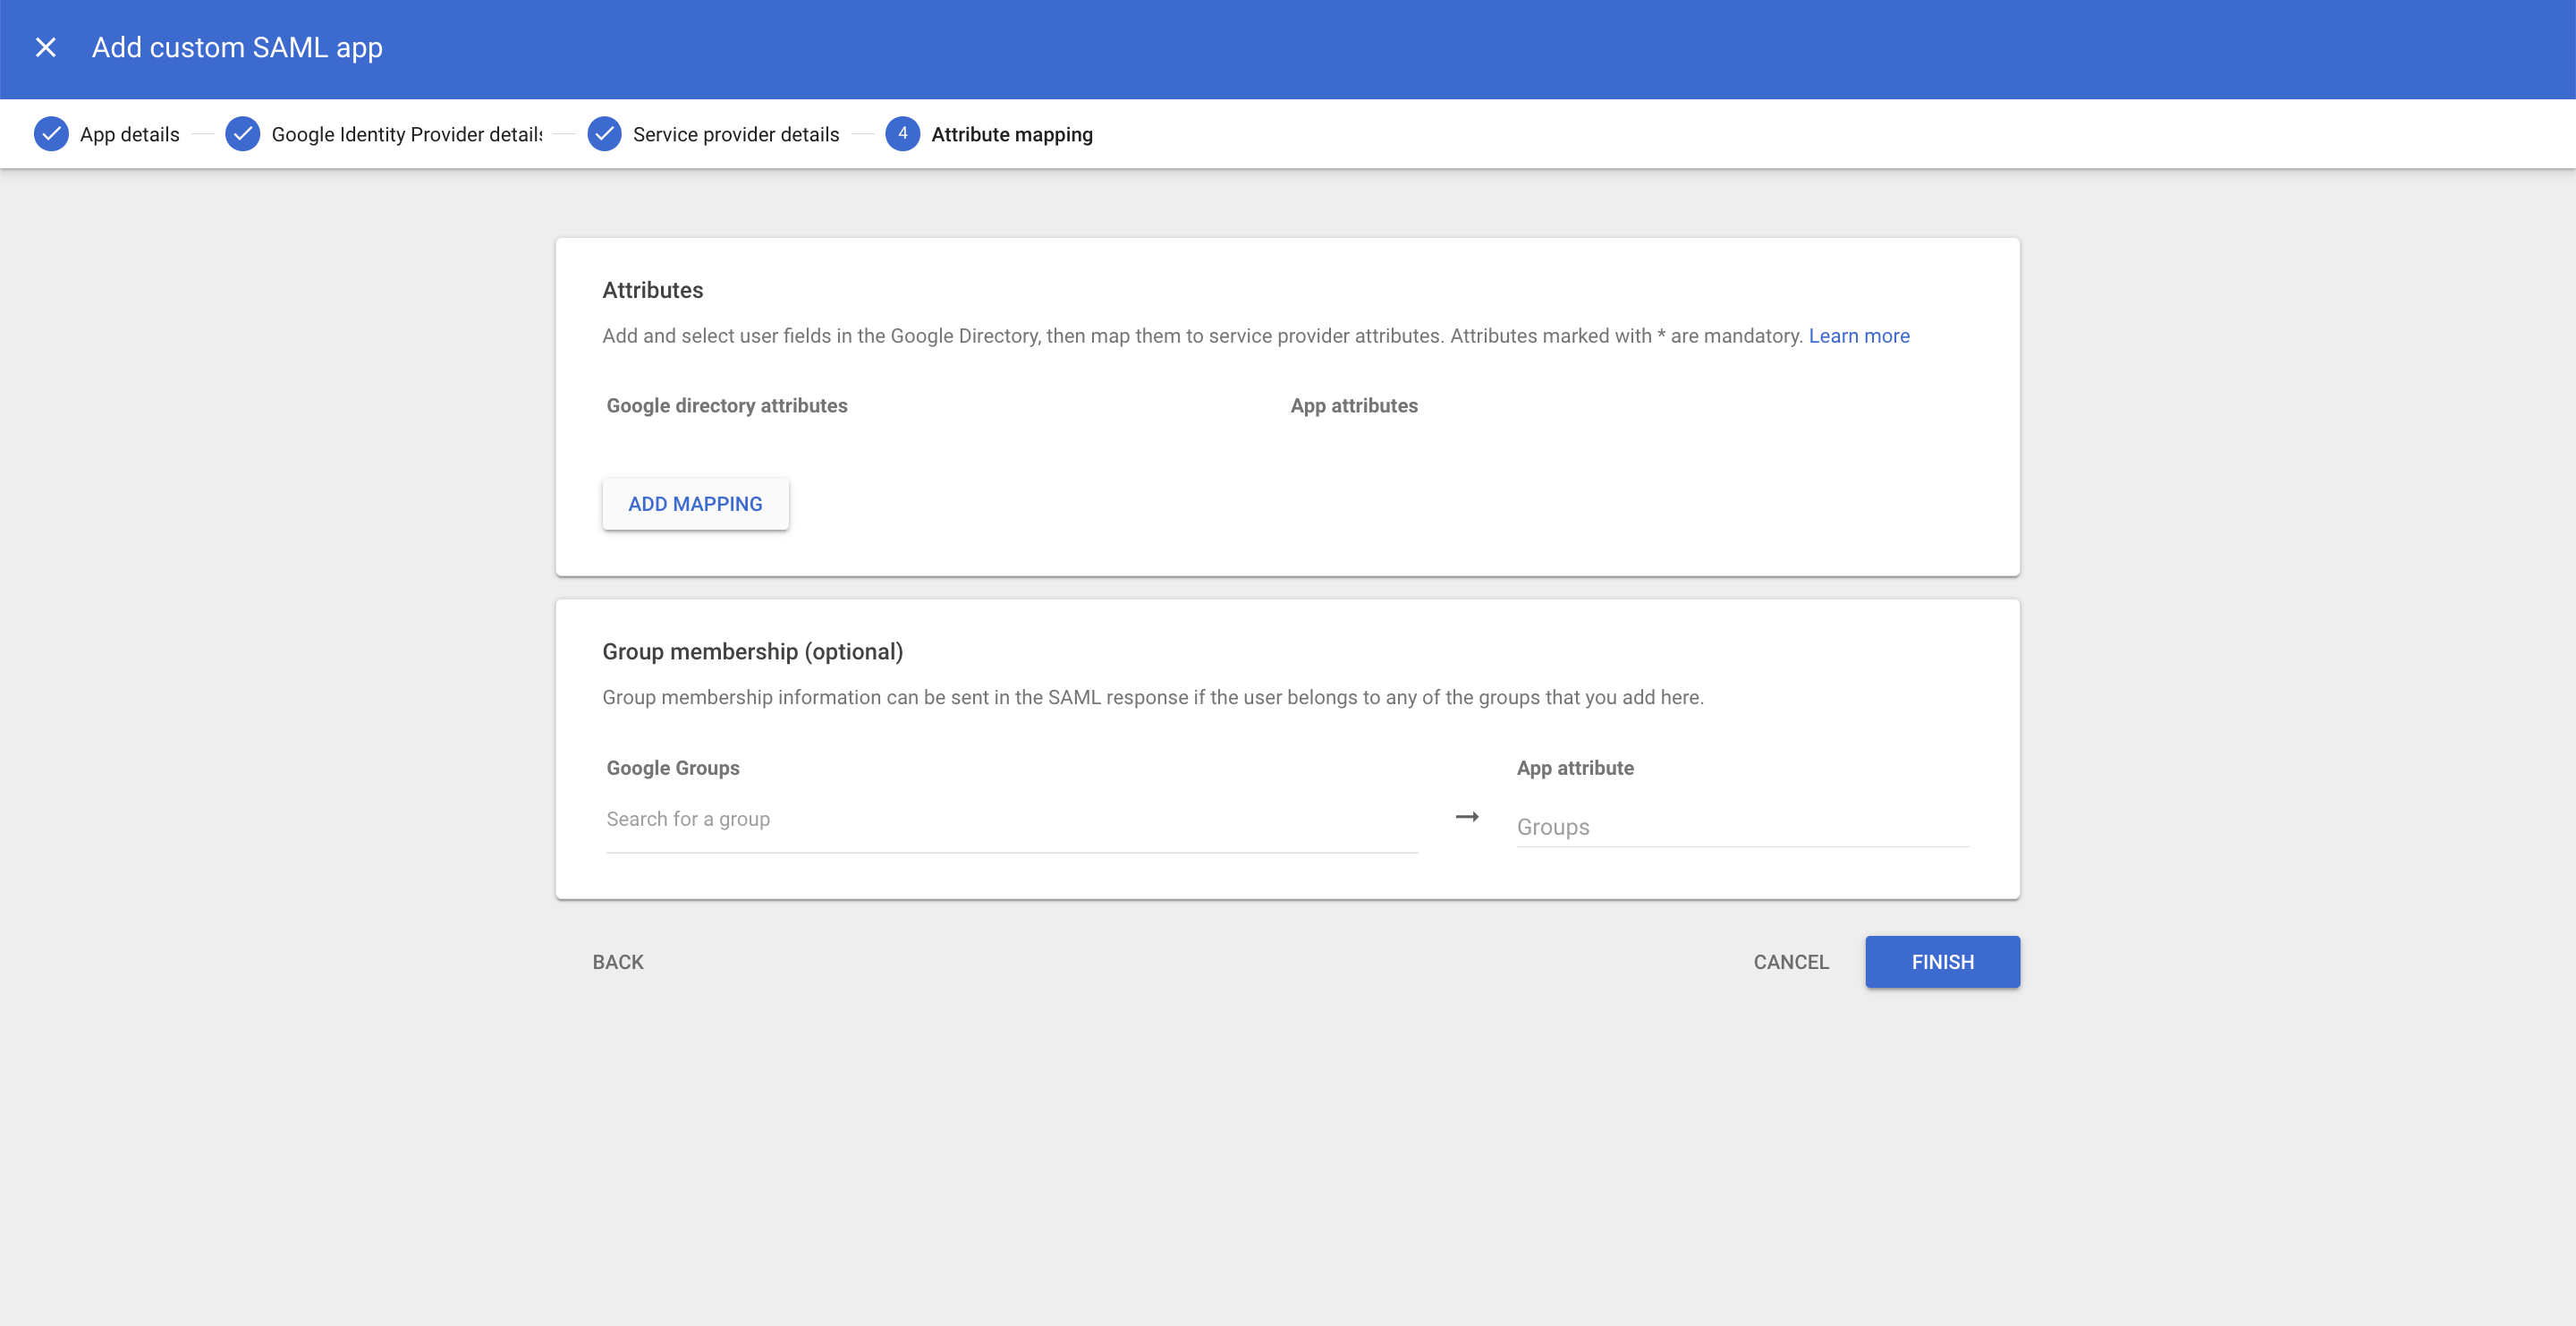 Add custom SAML app
App details
Google Identity Provider details
Service provider details
4
Attribute mapping
Attributes
Add and select user fields in the Google Directory, then map them to service provider attributes. Attributes marked with * are mandatory. Learn more
Google directory attributes
App attributes
ADD MAPPING
Group membership (optional)
Group membership information can be sent in the SAML response if the user belongs to any of the groups that you add here.
Google Groups
App attribute
Search for a group
Groups
BACK
CANCEL
FINISH